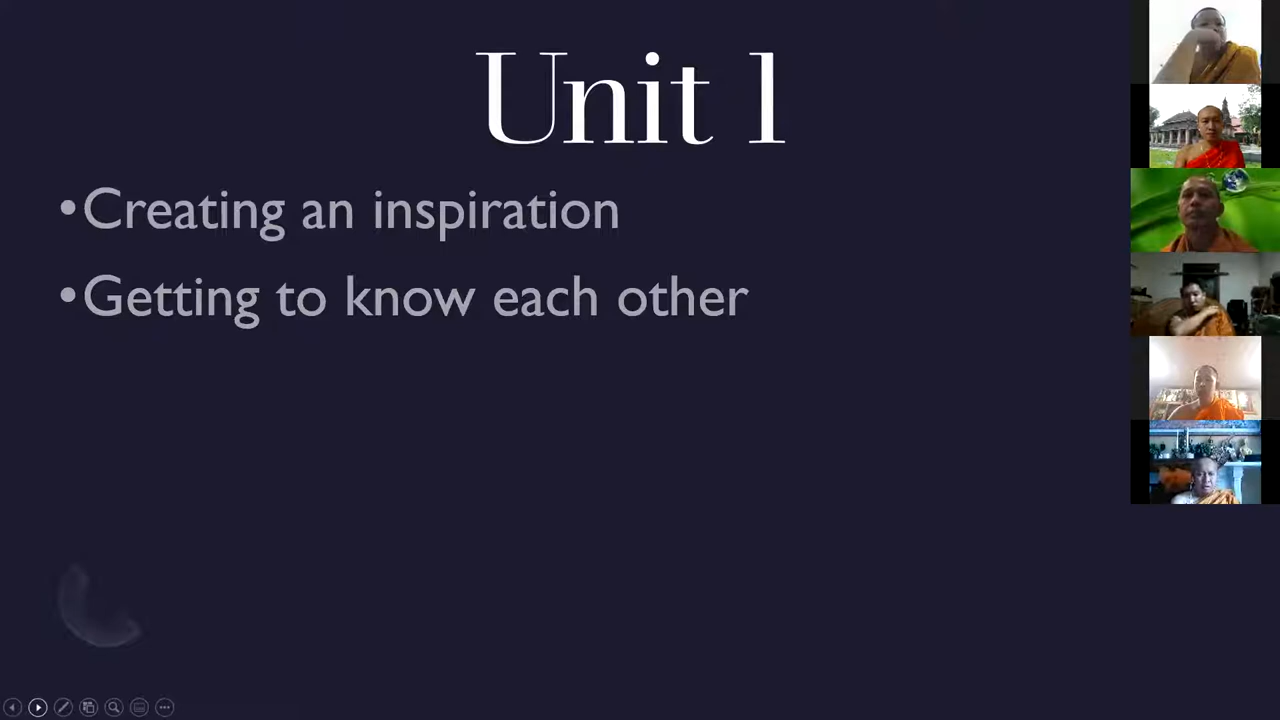 Unit 1
•Creating an inspiration
•Getting to know each other